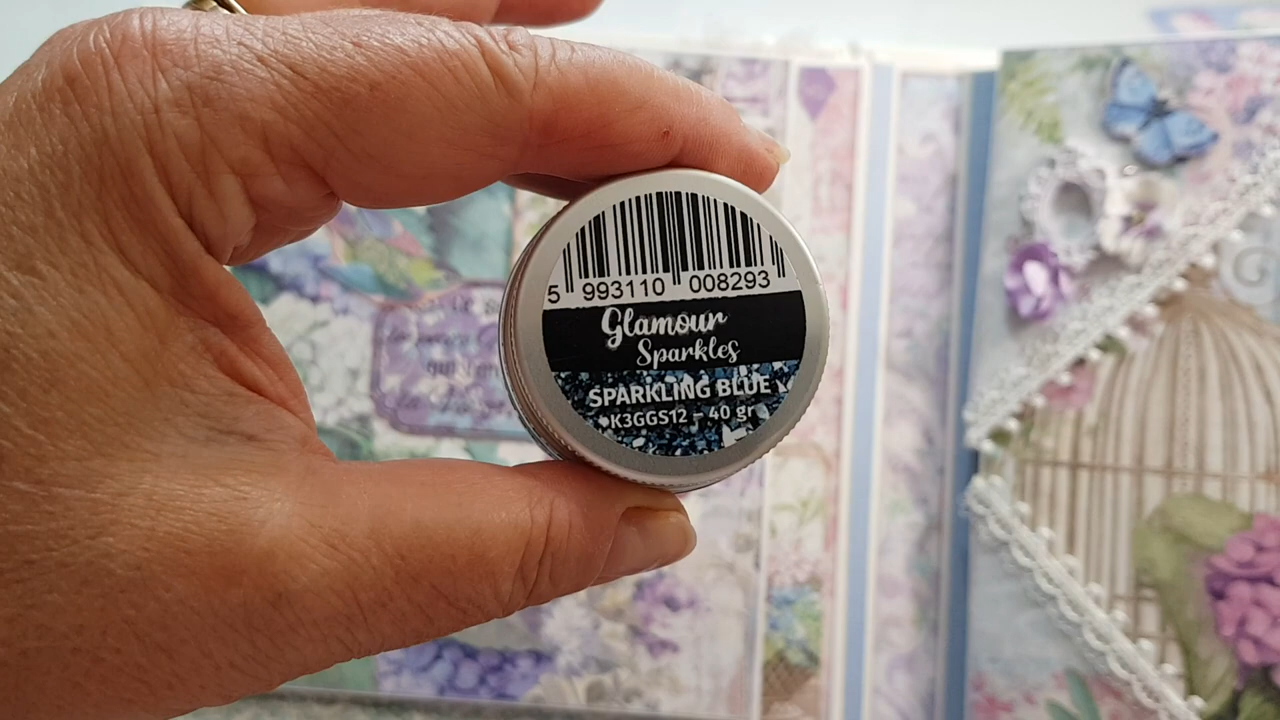 5 993110 008293
Glamour
Sparkles
SPARKLING BLUE
K3GGS12 - 40 gr